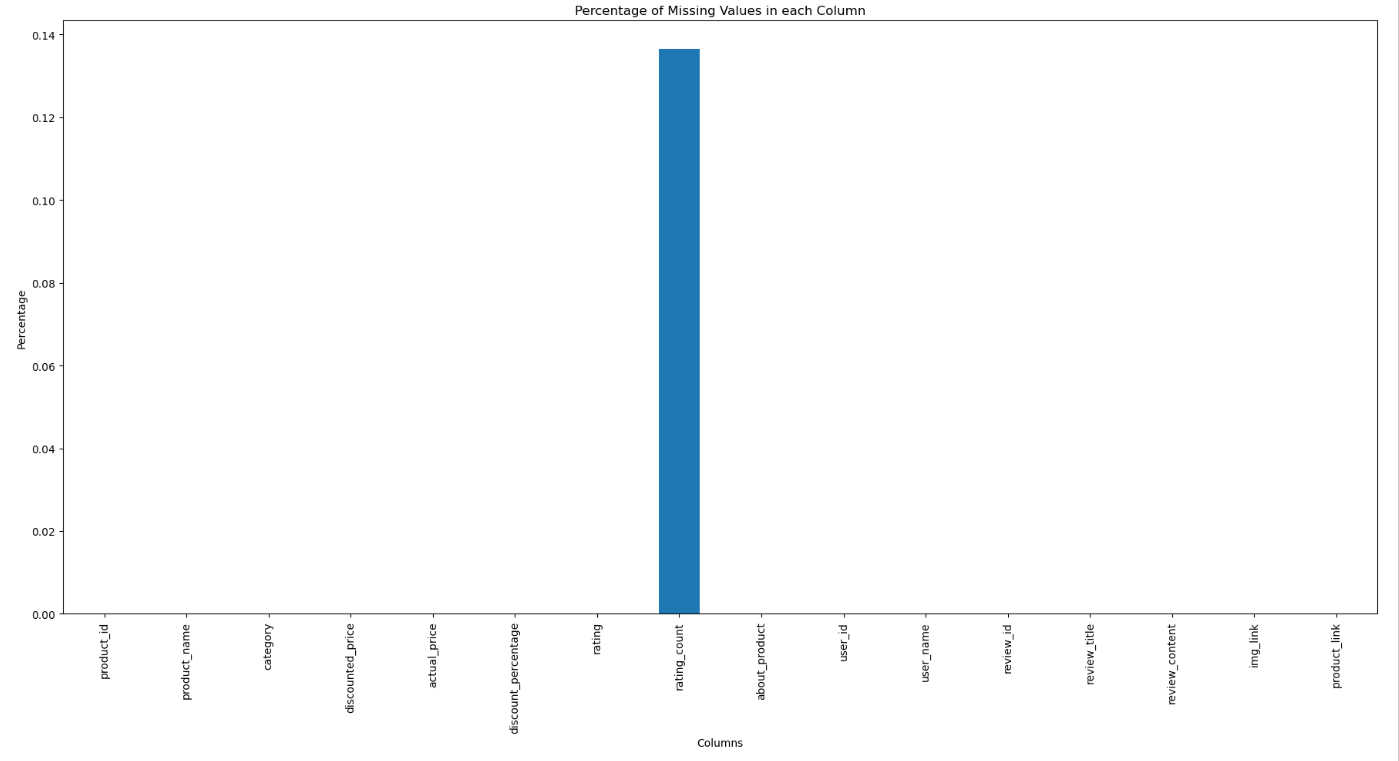 Percentage of Missing Values in each Column
Percentage
0.14
0.12
0.10
0.08
0.06
0.04
0.02
0.00
product_id
product_name
category
discounted_price
actual_price
discount_percentage
rating
rating_count
about_product
user_id
user_name
review_id
review_title
review_content
img_link
product_link
Columns